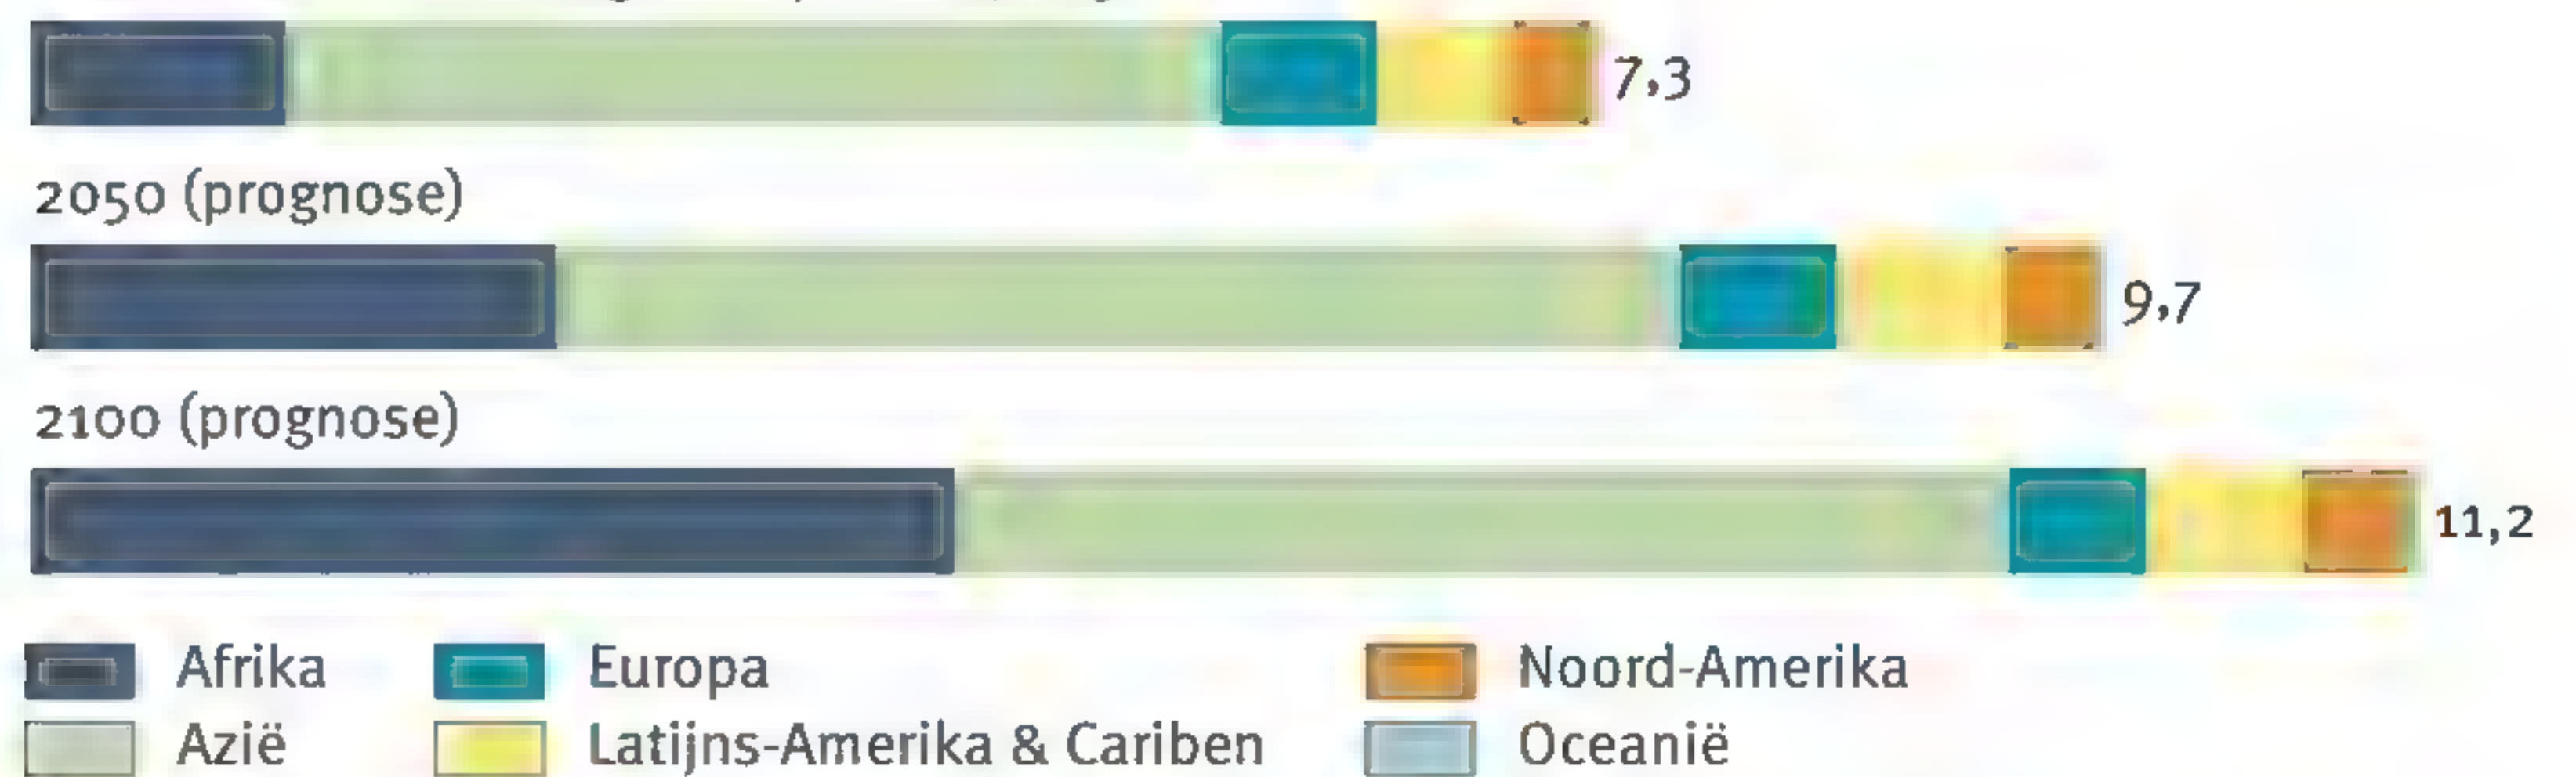 7,3
2050 (prognose)
9,7
2100 (prognose)
11,2
Afrika Europa Noord-Amerika
Azië Latijns-Amerika & Cariben Oceanië